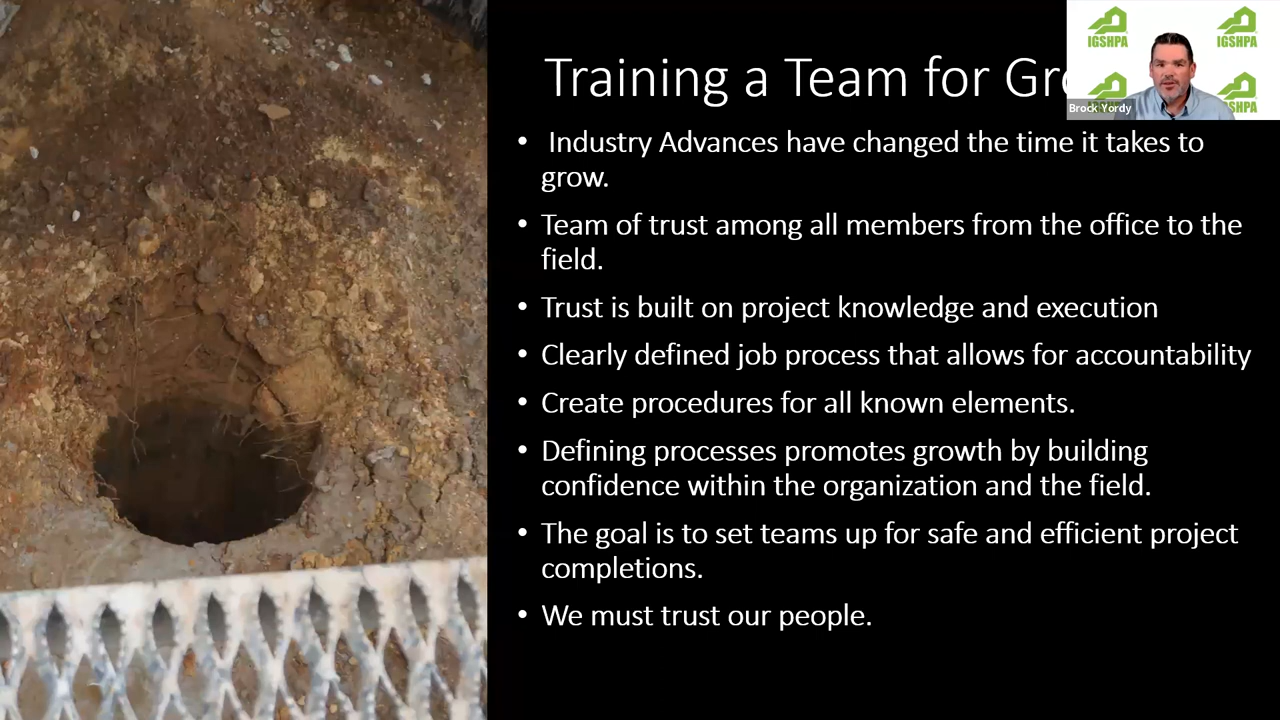 IGSHPA IGSHPA
Training a Team for
Brock Yordy
• Industry Advances have changed the time it takes to
grow.
• Team of trust among all members from the office to the
field.
• Trust is built on project knowledge and execution
• Clearly defined job process that allows for accountability
• Create procedures for all known elements.
• Defining processes promotes growth by building
confidence within the organization and the field.
• The goal is to set teams up for safe and efficient project
completions.
• We must trust our people.